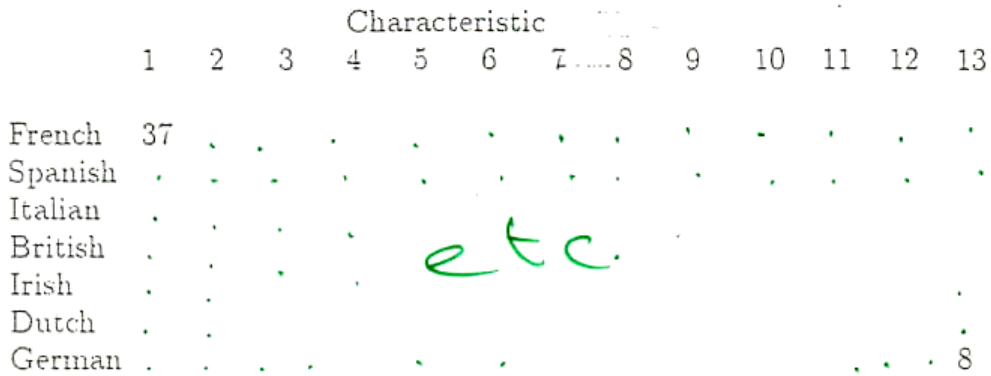 Characteristic
1 2 3 4 5 6 7 8 9 10 11 12 13
French 37
Spanish
Italian
British etc.
Irish
Dutch
German 8